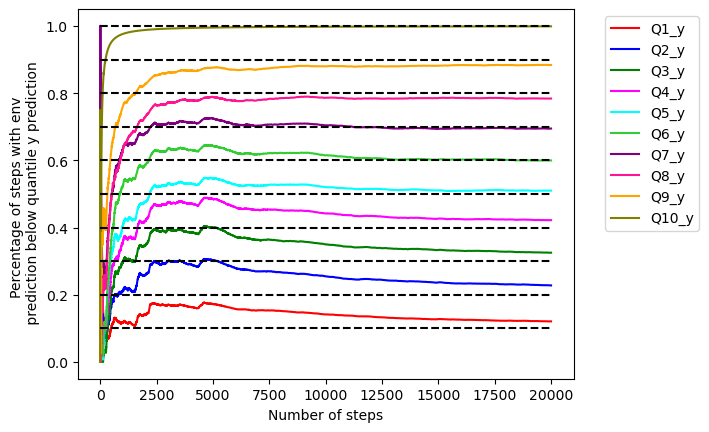 Percentage of steps with env
prediction below quantile y prediction
1.0
0.8
0.6
0.4
0.2
0.0
0
2500
5000
7500
10000
12500
15000
17500
20000
Number of steps
Q1_y
Q2_y
Q3_y
Q4_y
Q5_y
Q6_y
Q7_y
Q8_y
Q9_y
Q10_y